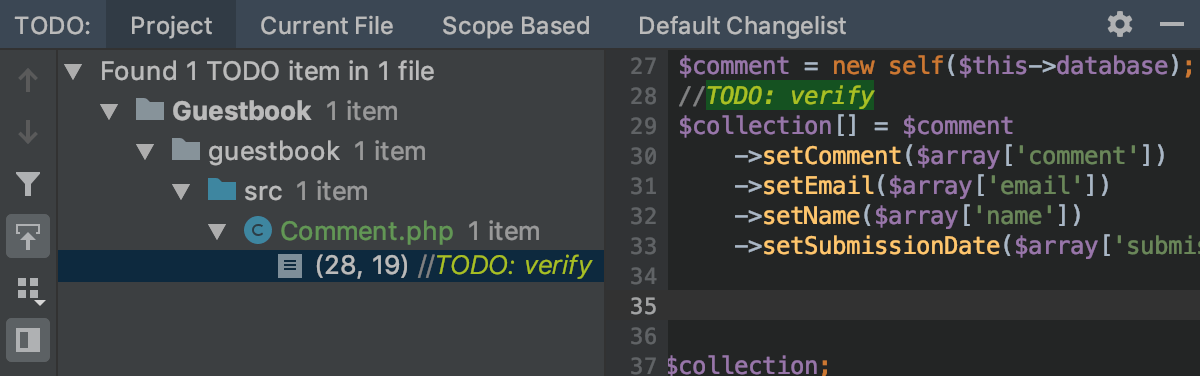 TODO: Project Current File Scope Based Default Changelist
Found 1 TODO item in 1 file
Guestbook 1 item
guestbook 1 item
src 1 item
C Comment.php 1 item
(28, 19) //TODO: verify
27 $comment = new self($this->database);
28 //TODO: verify
29 $collection[] = $comment
30 ->setComment($array['comment'])
31 ->setEmail($array['email'])
32 ->setName($array['name'])
33 ->setSubmissionDate($array['submis
34
35
36
37 $collection;